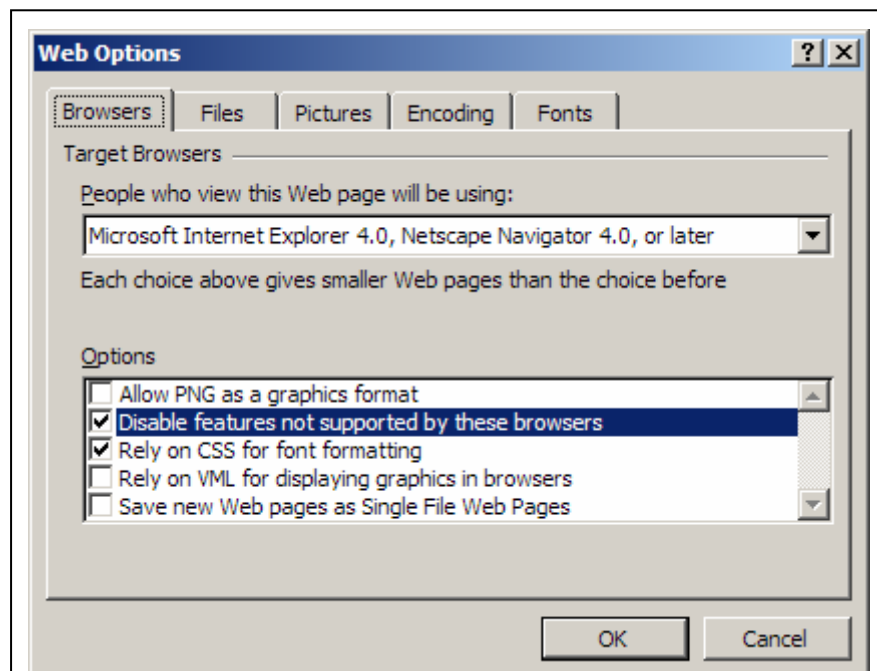 Web Options
Browsers Files Pictures Encoding Fonts
Target Browsers
People who view this Web page will be using:
Microsoft Internet Explorer 4.0, Netscape Navigator 4.0, or later
Each choice above gives smaller Web pages than the choice before
Options
Allow PNG as a graphics format
Disable features not supported by these browsers
Rely on CSS for font formatting
Rely on VML for displaying graphics in browsers
Save new Web pages as Single File Web Pages
OK Cancel